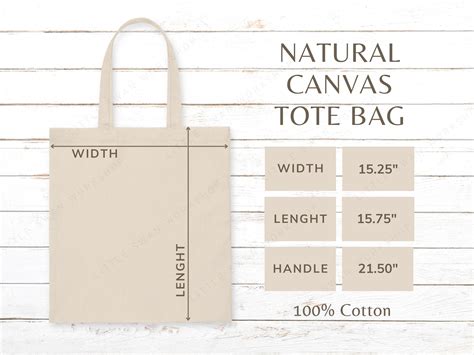 NATURAL
CANVAS
TOTE BAG
WIDTH
LENGHT
WIDTH 15.25"
LENGHT 15.75"
HANDLE 21.50"
100% Cotton